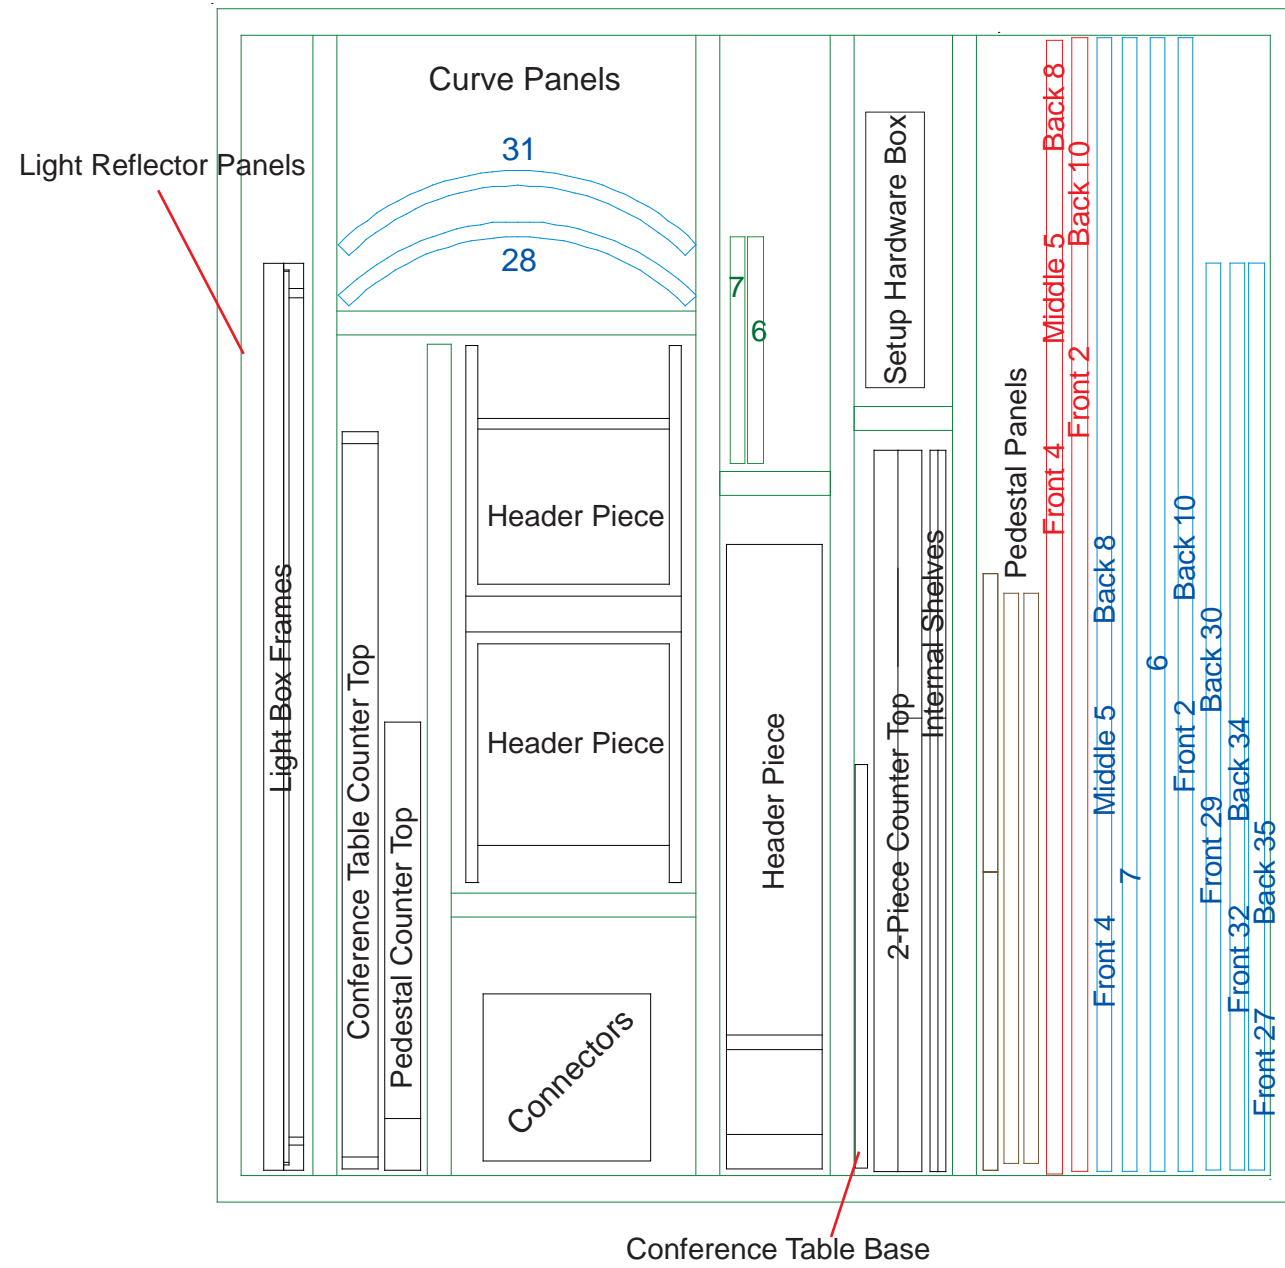 Curve Panels
Light Reflector Panels
31
28
7
6
Setup Hardware Box
Header Piece
Header Piece
Header Piece
Light Box Frames
Conference Table Counter Top
Pedestal Counter Top
Connectors
2-Piece Counter Top
Internal Shelves
Pedestal Panels
Front 4 Middle 5 Back 8
Front 2 Back 10
Front 4 Middle 5 Back 8
7
6
Front 2 Back 10
Front 29 Back 30
Front 32 Back 34
Front 27 Back 35
Conference Table Base